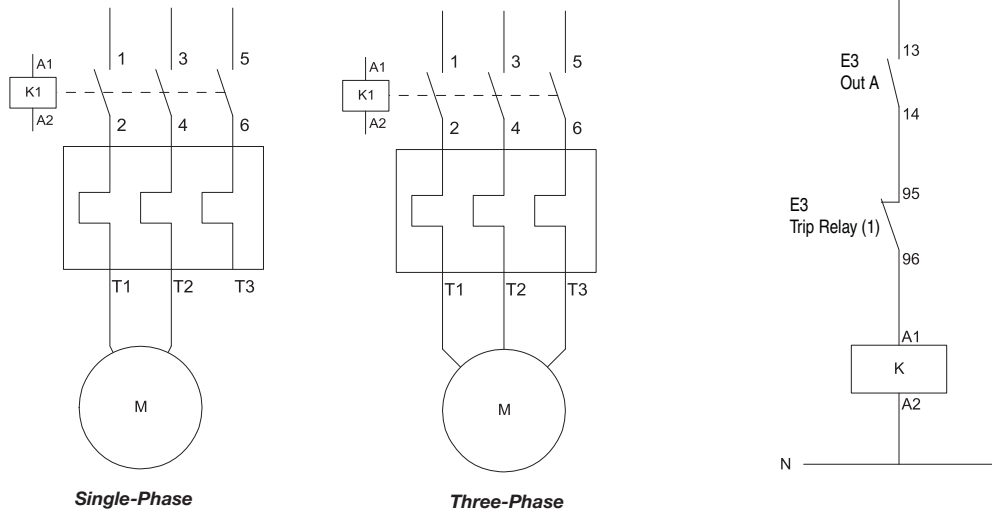 1 3 5
A1
K1
A2
2 4 6
T1 T2 T3
M
Single-Phase
1 3 5
A1
K1
A2
2 4 6
T1 T2 T3
M
Three-Phase
13
E3
Out A
14
95
E3
Trip Relay (1)
96
A1
K
A2
N